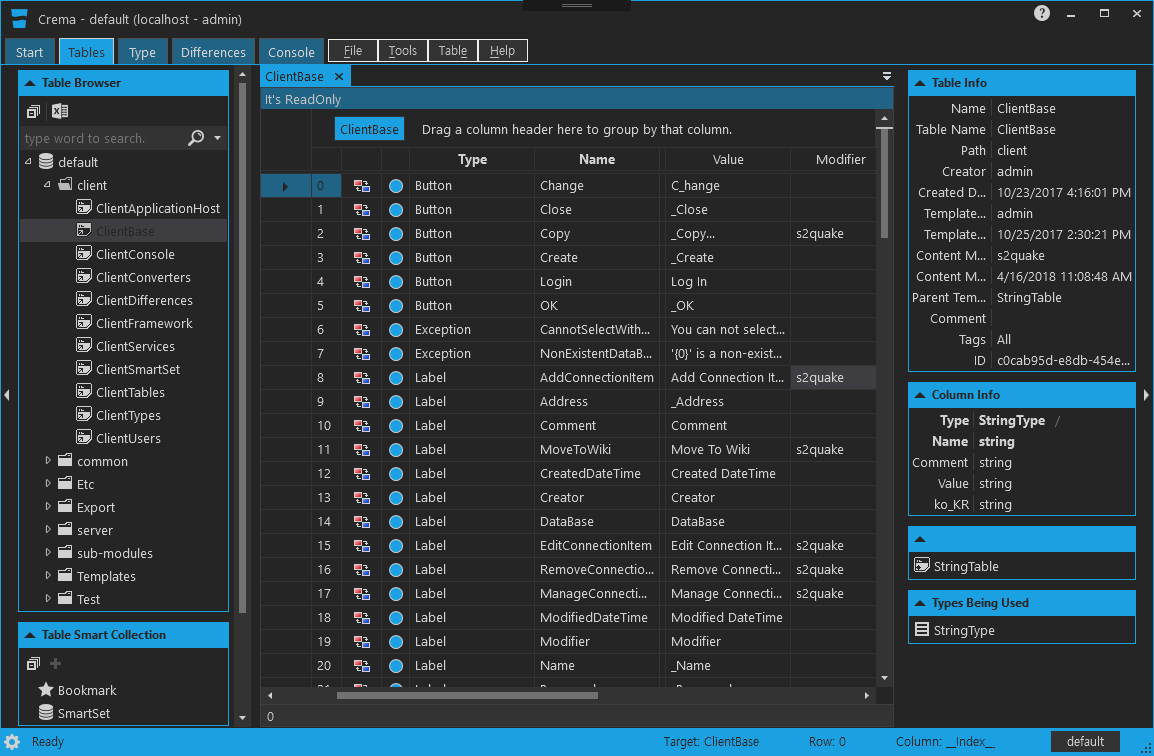 Crema - default (localhost - admin)
Start Tables Type Differences Console File Tools Table Help
Table Browser
type word to search.
default
client
ClientApplicationHost
ClientBase
ClientConsole
ClientConverters
ClientDifferences
ClientFramework
ClientServices
ClientSmartSet
ClientTables
ClientTypes
ClientUsers
common
Etc
Export
server
sub-modules
Templates
Test
Table Smart Collection
Bookmark
SmartSet
ClientBase
It's ReadOnly
ClientBase Drag a column header here to group by that column.
Type Name Value Modifier
0 Button Change C_hange
1 Button Close _Close
2 Button Copy _Copy... s2quake
3 Button Create _Create
4 Button Login Log In
5 Button OK _OK
6 Exception CannotSelectWith... You can not select...
7 Exception NonExistentDataB... '{0}' is a non-exist...
8 Label AddConnectionItem Add Connection It... s2quake
9 Label Address _Address
10 Label Comment Comment
11 Label MoveToWiki Move To Wiki s2quake
12 Label CreatedDateTime Created DateTime
13 Label Creator Creator
14 Label DataBase DataBase
15 Label EditConnectionItem Edit Connection It... s2quake
16 Label RemoveConnectio... Remove Connecti... s2quake
17 Label ManageConnecti... Manage Connecti... s2quake
18 Label ModifiedDateTime Modified DateTime
19 Label Modifier Modifier
20 Label Name _Name
0
Table Info
Name ClientBase
Table Name ClientBase
Path client
Creator admin
Created D... 10/23/2017 4:16:01 PM
Template... admin
Template... 10/25/2017 2:30:21 PM
Content M... s2quake
Content M... 4/16/2018 11:08:48 AM
Parent Tem... StringTable
Comment
Tags All
ID c0cab95d-e8db-454e...
Column Info
Type StringType /
Name string
Comment string
Value string
ko_KR string
StringTable
Types Being Used
StringType
Ready Target: ClientBase Row: 0 Column: __Index__ default